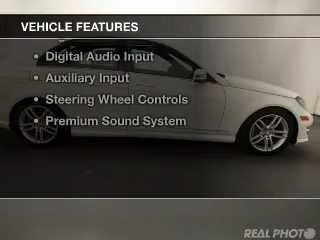 VEHICLE FEATURES
• Digital Audio Input
• Auxiliary Input
• Steering Wheel Controls
• Premium Sound System
REAL PHOTO